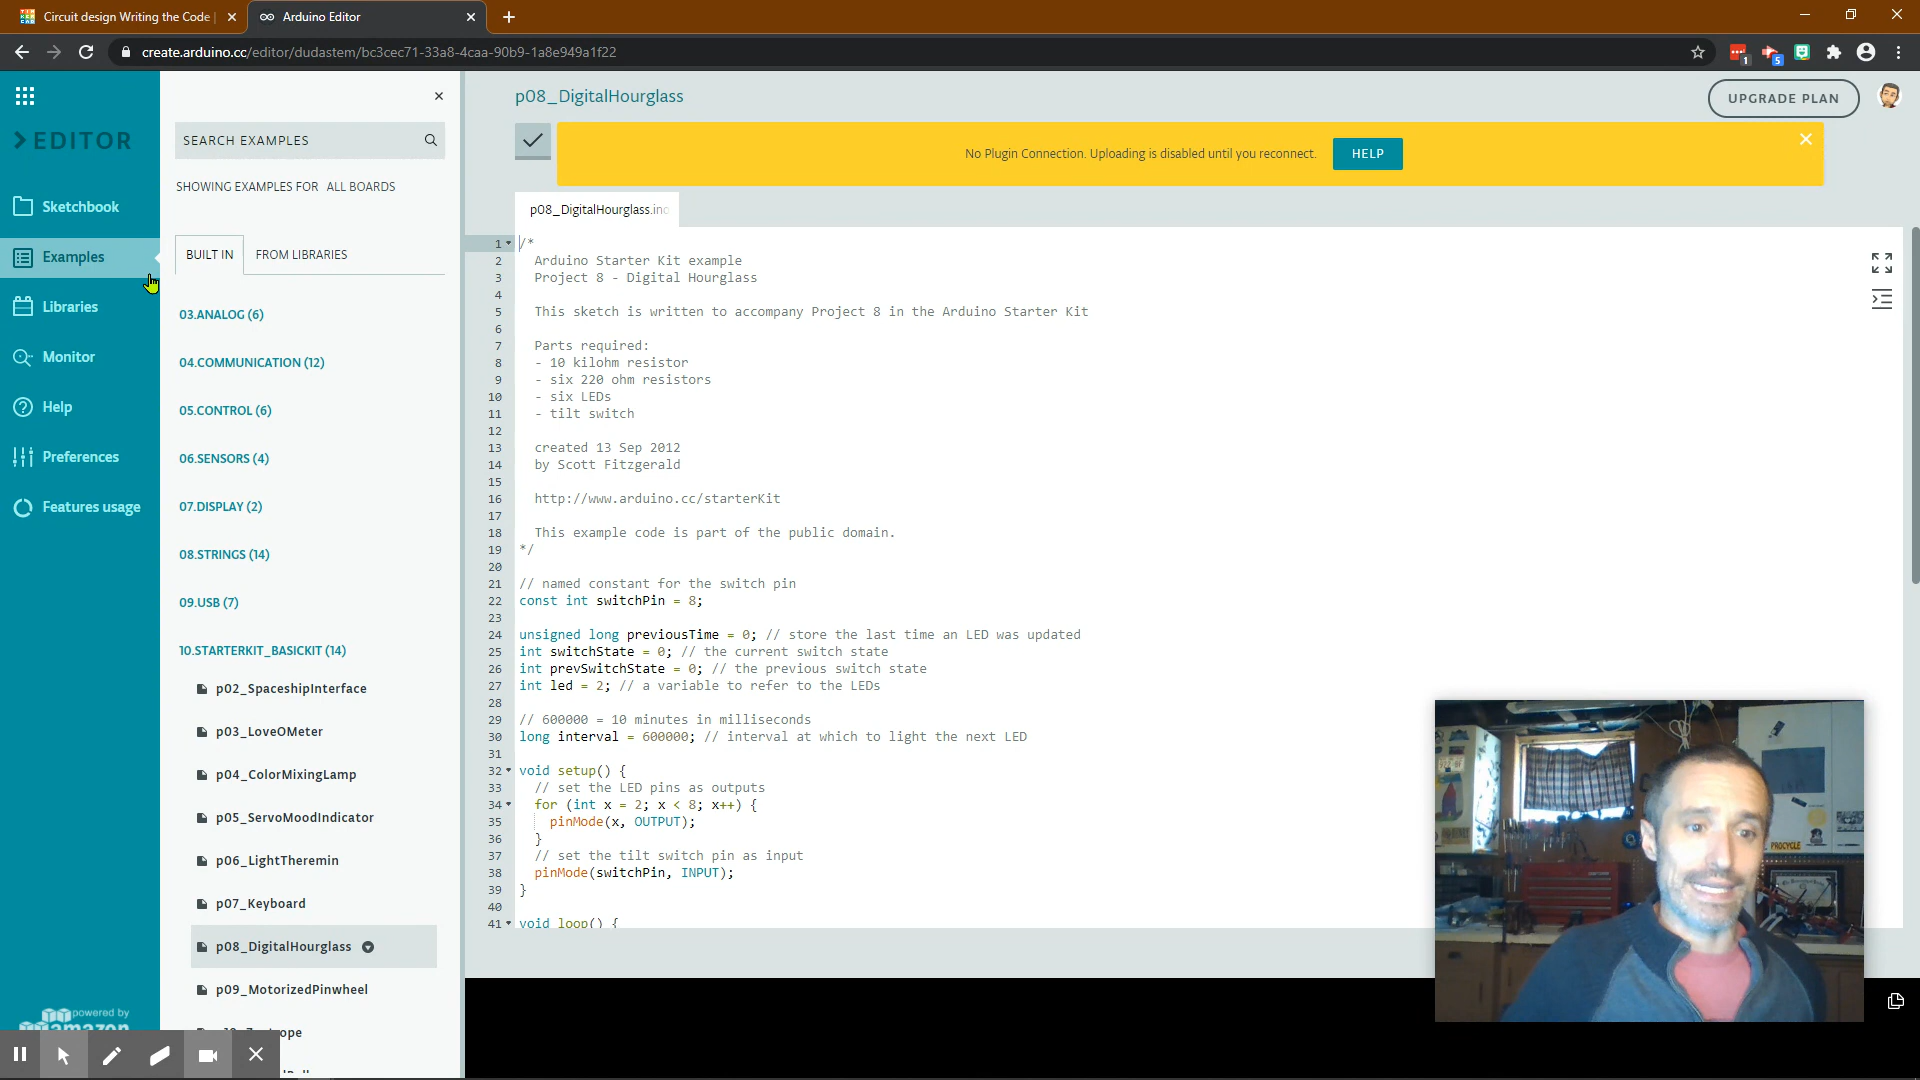 Circuit design Writing the Code |
Arduino Editor
create.arduino.cc/editor/dudastem/bc3cec71-33a8-4caa-90b9-1a8e949a1f22
1
5
EDITOR
Sketchbook
Examples
Libraries
Monitor
Help
Preferences
Features usage
powered by
amazon
SEARCH EXAMPLES
SHOWING EXAMPLES FOR ALL BOARDS
BUILT IN
FROM LIBRARIES
03.ANALOG (6)
04.COMMUNICATION (12)
05.CONTROL (6)
06.SENSORS (4)
07.DISPLAY (2)
08.STRINGS (14)
09.USB (7)
10.STARTERKIT_BASICKIT (14)
p02_SpaceshipInterface
p03_LoveOMeter
p04_ColorMixingLamp
p05_ServoMoodIndicator
p06_LightTheremin
p07_Keyboard
p08_DigitalHourglass
p09_MotorizedPinwheel
p08_DigitalHourglass
UPGRADE PLAN
No Plugin Connection. Uploading is disabled until you reconnect.
HELP
p08_DigitalHourglass.ino
1 /*
2 Arduino Starter Kit example
3 Project 8 - Digital Hourglass
4
5 This sketch is written to accompany Project 8 in the Arduino Starter Kit
6
7 Parts required:
8 - 10 kilohm resistor
9 - six 220 ohm resistors
10 - six LEDs
11 - tilt switch
12
13 created 13 Sep 2012
14 by Scott Fitzgerald
15
16 http://www.arduino.cc/starterKit
17
18 This example code is part of the public domain.
19 */
20
21 // named constant for the switch pin
22 const int switchPin = 8;
23
24 unsigned long previousTime = 0; // store the last time an LED was updated
25 int switchState = 0; // the current switch state
26 int prevSwitchState = 0; // the previous switch state
27 int led = 2; // a variable to refer to the LEDs
28
29 // 600000 = 10 minutes in milliseconds
30 long interval = 600000; // interval at which to light the next LED
31
32 void setup() {
33 // set the LED pins as outputs
34 for (int x = 2; x < 8; x++) {
35 pinMode(x, OUTPUT);
36 }
37 // set the tilt switch pin as input
38 pinMode(switchPin, INPUT);
39 }
40
41 void loop() {
PROCYCLE